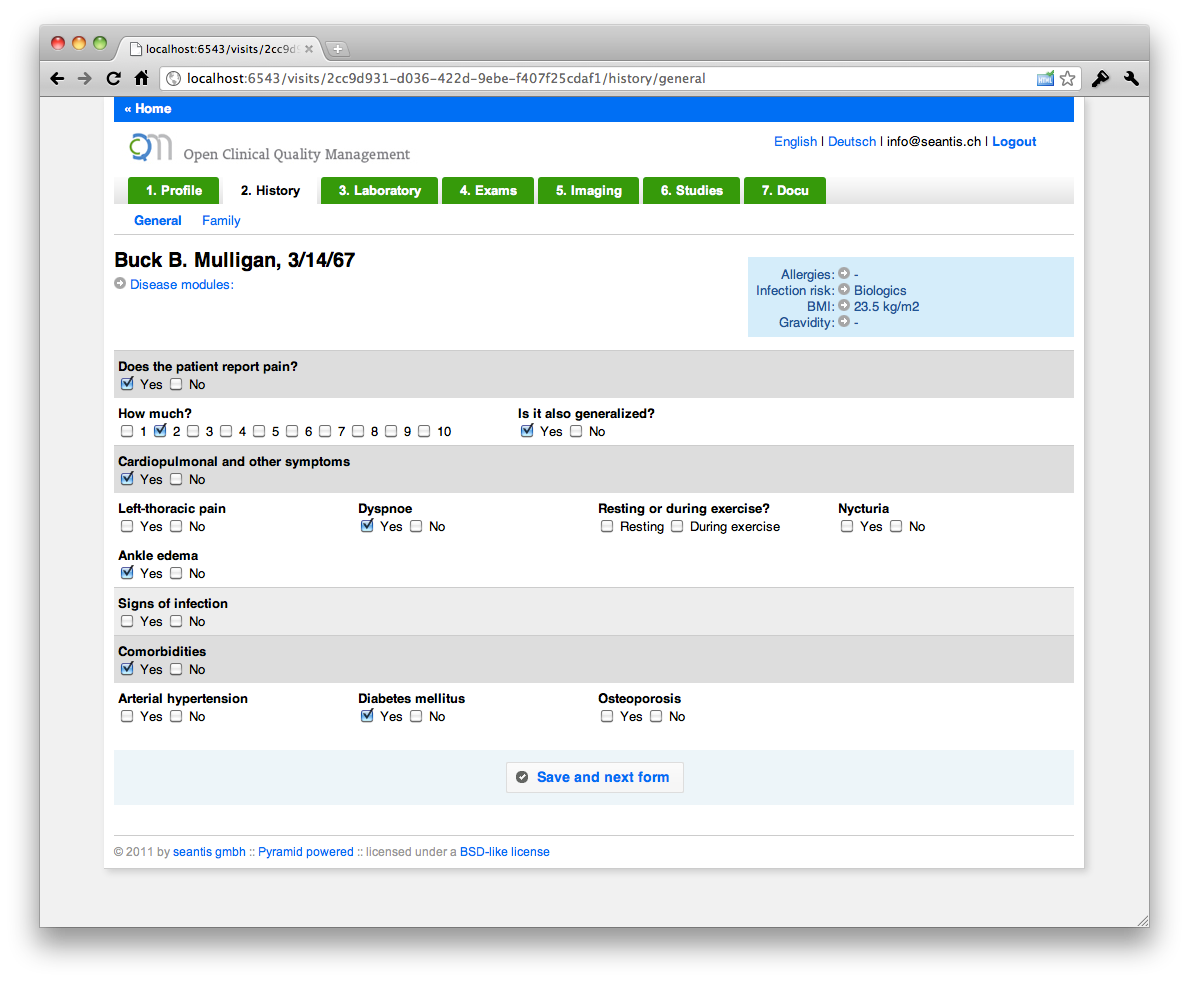 localhost:6543/visits/2cc9d
localhost:6543/visits/2cc9d931-d036-422d-9ebe-f407f25cdaf1/history/general
« Home
QM Open Clinical Quality Management
English | Deutsch | info@seantis.ch | Logout
1. Profile 2. History 3. Laboratory 4. Exams 5. Imaging 6. Studies 7. Docu
General Family
Buck B. Mulligan, 3/14/67
Disease modules:
Allergies: -
Infection risk: Biologics
BMI: 23.5 kg/m2
Gravidity: -
Does the patient report pain?
Yes No
How much? Is it also generalized?
1 2 3 4 5 6 7 8 9 10 Yes No
Cardiopulmonal and other symptoms
Yes No
Left-thoracic pain Dyspnoe Resting or during exercise? Nycturia
Yes No Yes No Resting During exercise Yes No
Ankle edema
Yes No
Signs of infection
Yes No
Comorbidities
Yes No
Arterial hypertension Diabetes mellitus Osteoporosis
Yes No Yes No Yes No
Save and next form
© 2011 by seantis gmbh :: Pyramid powered :: licensed under a BSD-like license